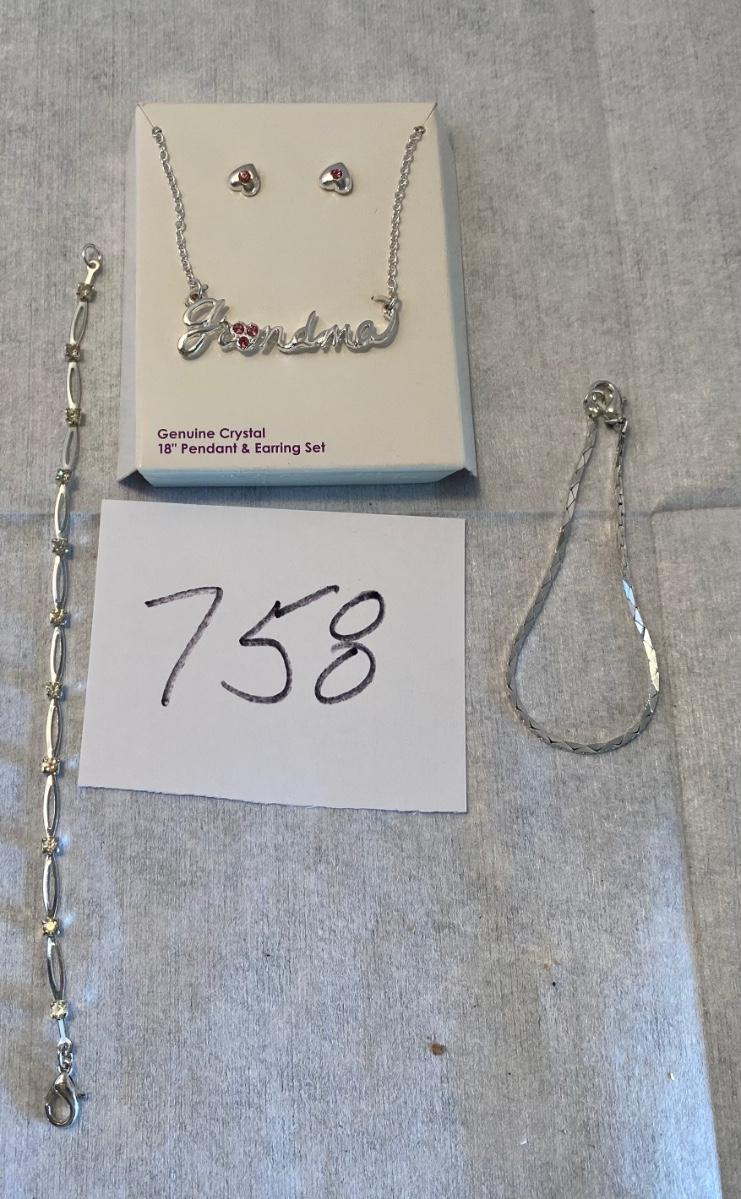 Grandma
Genuine Crystal
18" Pendant & Earring Set
758